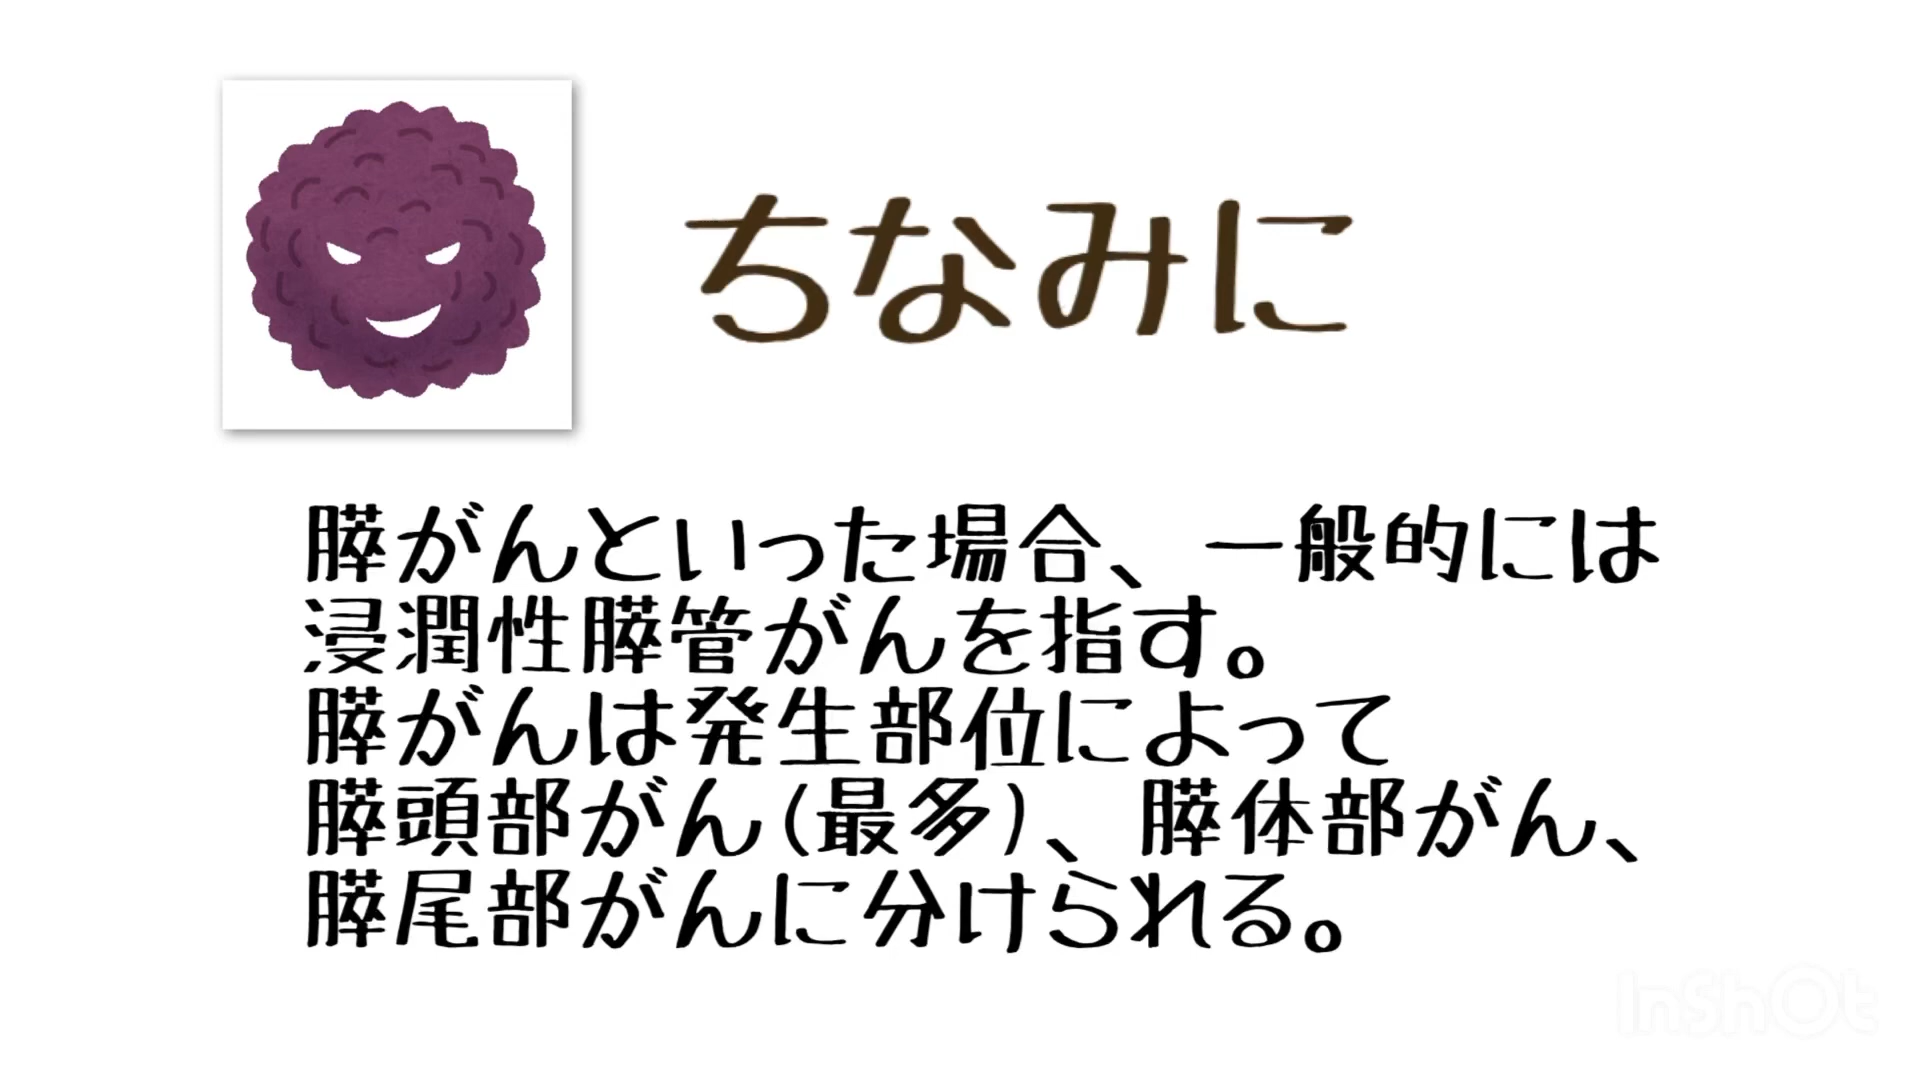 ちなみに
膵がんといった場合、一般的には
浸潤性膵管がんを指す。
膵がんは発生部位によって
膵頭部がん(最多)、膵体部がん、
膵尾部がんに分けられる。
InShOt